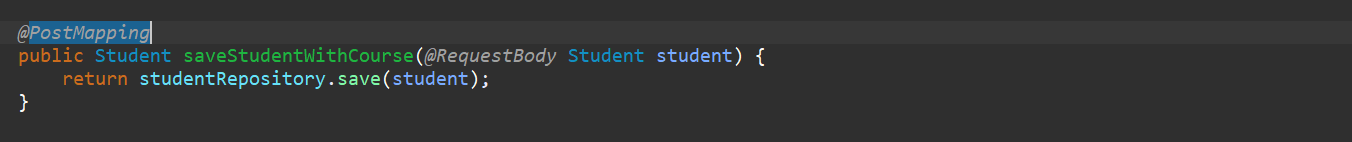 @PostMapping
public Student saveStudentWithCourse(@RequestBody Student student) {
    return studentRepository.save(student);
}